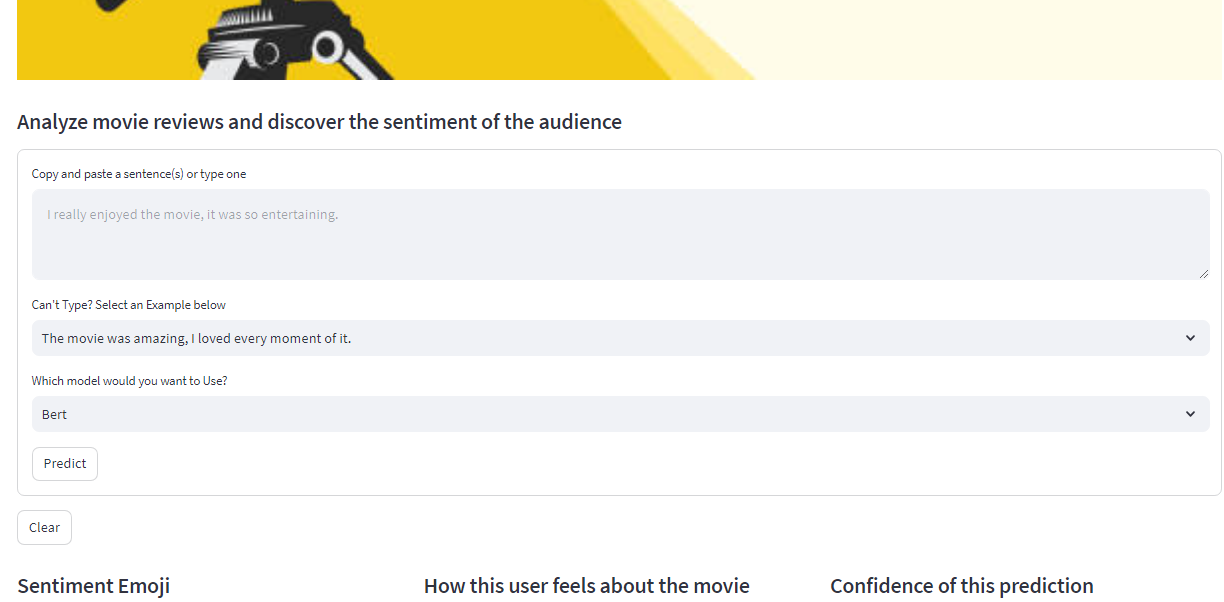 Analyze movie reviews and discover the sentiment of the audience
Copy and paste a sentence(s) or type one
I really enjoyed the movie, it was so entertaining.
Can't Type? Select an Example below
The movie was amazing, I loved every moment of it.
Which model would you want to Use?
Bert
Predict
Clear
Sentiment Emoji
How this user feels about the movie
Confidence of this prediction